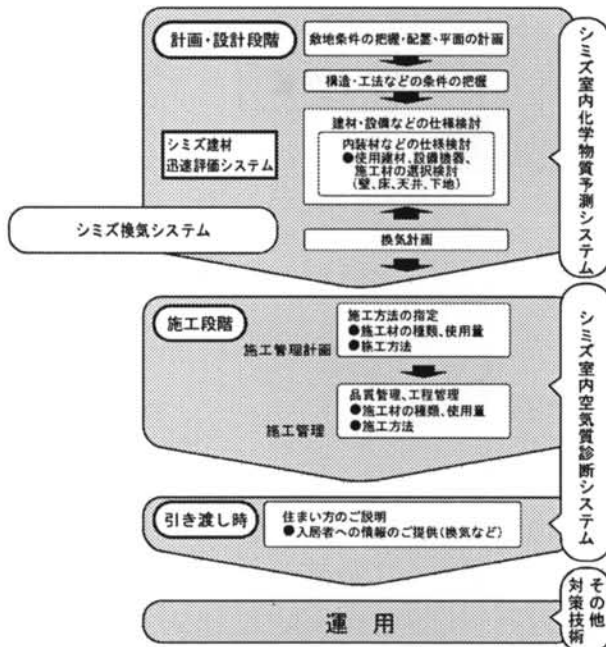 計画・設計段階
敷地条件の把握・配置、平面の計画
構造・工法などの条件の把握
建材・設備などの仕様検討
内装材などの仕様検討
●使用建材、設備機器、
施工材の選択検討
(壁、床、天井、下地)
シミズ建材
迅速評価システム
シミズ換気システム
換気計画
シミズ室内化学物質予測システム
施工段階
施工方法の指定
●施工材の種類、使用量
●施工方法
施工管理計画
品質管理、工程管理
●施工材の種類、使用量
●施工方法
施工管理
シミズ室内空気質診断システム
引き渡し時
住まい方のご説明
●入居者への情報のご提供(換気など)
運用
その他
対策技術